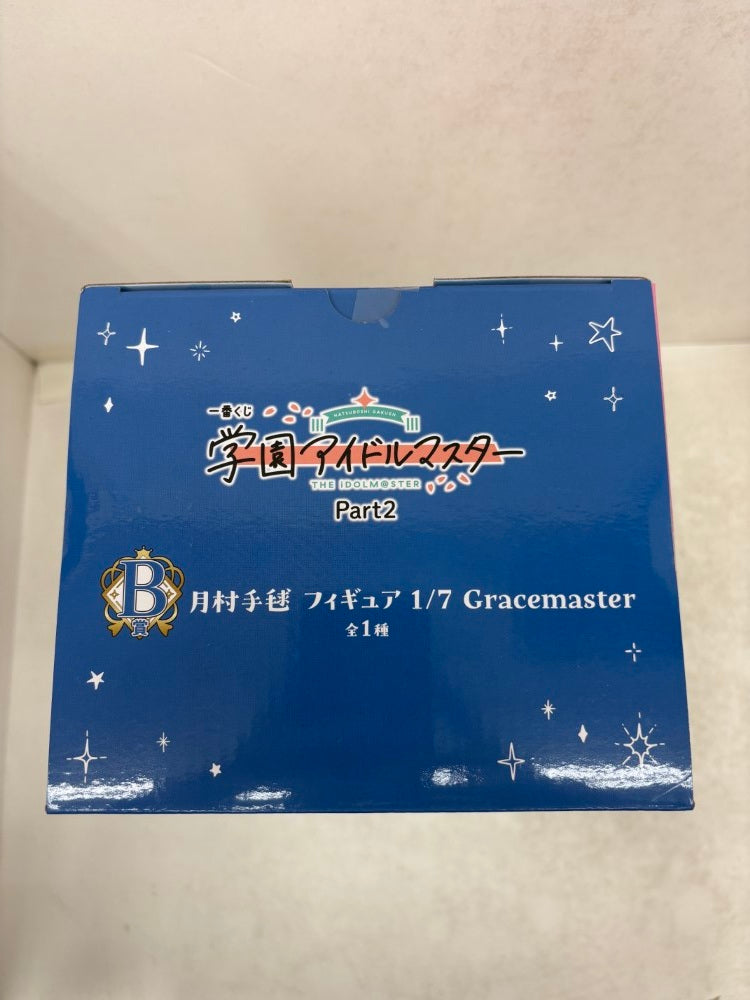 一番くじ
HATSUBOSHI GAKUEN
学園アイドルマスター
THE IDOLM@STER
Part2
B賞
月村手毬 フィギュア 1/7 Gracemaster
全1種